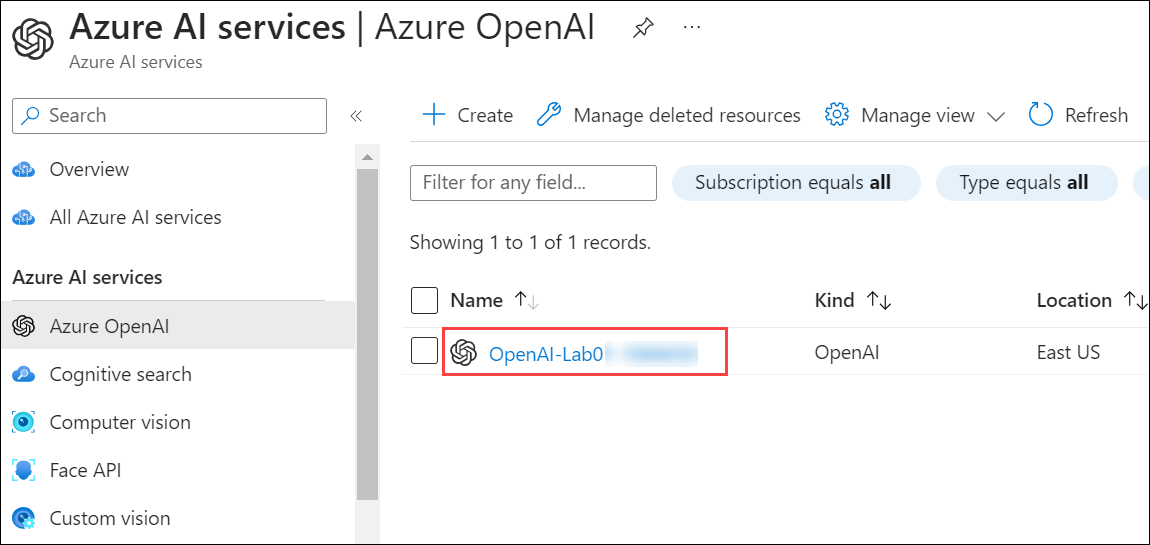 Azure AI services | Azure OpenAI
Azure AI services
Search
Overview
All Azure AI services
Azure AI services
Azure OpenAI
Cognitive search
Computer vision
Face API
Custom vision
Create Manage deleted resources Manage view Refresh
Filter for any field... Subscription equals all Type equals all
Showing 1 to 1 of 1 records.
Name Kind Location
OpenAI-Lab0 OpenAI East US